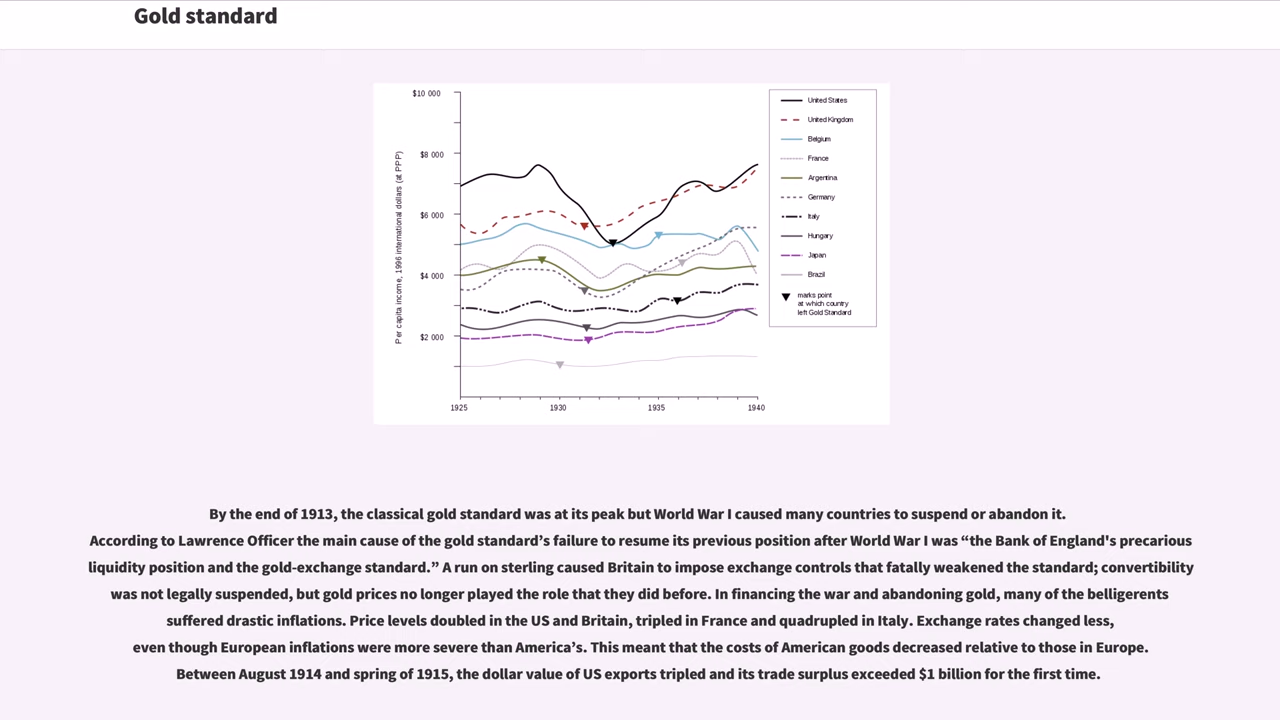 Gold standard
$10 000
$8 000
$6 000
$4 000
$2 000
Per capita income, 1996 international dollars (at PPP)
1925
1930
1935
1940
United States
United Kingdom
Belgium
France
Argentina
Germany
Italy
Hungary
Japan
Brazil
marks point
at which country
left Gold Standard
By the end of 1913, the classical gold standard was at its peak but World War I caused many countries to suspend or abandon it.
According to Lawrence Officer the main cause of the gold standard’s failure to resume its previous position after World War I was “the Bank of England's precarious
liquidity position and the gold-exchange standard.” A run on sterling caused Britain to impose exchange controls that fatally weakened the standard; convertibility
was not legally suspended, but gold prices no longer played the role that they did before. In financing the war and abandoning gold, many of the belligerents
suffered drastic inflations. Price levels doubled in the US and Britain, tripled in France and quadrupled in Italy. Exchange rates changed less,
even though European inflations were more severe than America’s. This meant that the costs of American goods decreased relative to those in Europe.
Between August 1914 and spring of 1915, the dollar value of US exports tripled and its trade surplus exceeded $1 billion for the first time.